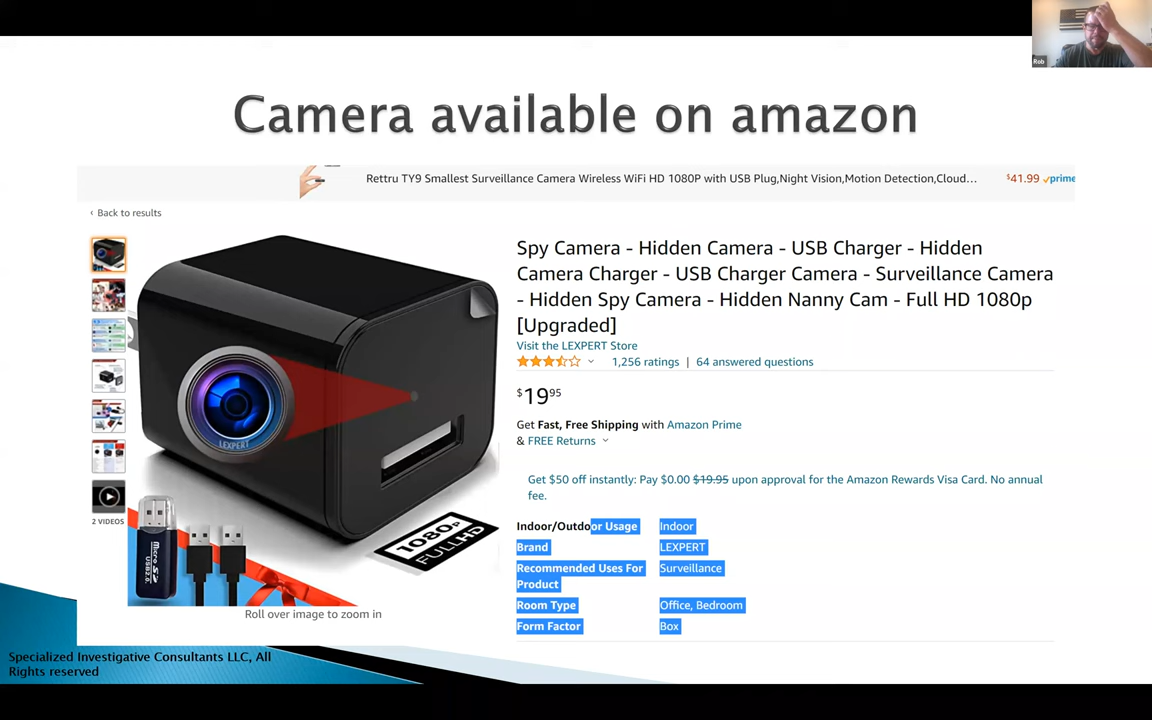 Rob
Camera available on amazon
Rettru TY9 Smallest Surveillance Camera Wireless WiFi HD 1080P with USB Plug,Night Vision,Motion Detection,Cloud… $41.99 prime
‹ Back to results
Spy Camera - Hidden Camera - USB Charger - Hidden
Camera Charger - USB Charger Camera - Surveillance Camera
- Hidden Spy Camera - Hidden Nanny Cam - Full HD 1080p
[Upgraded]
Visit the LEXPERT Store
1,256 ratings | 64 answered questions
$19.95
Get Fast, Free Shipping with Amazon Prime
& FREE Returns
Get $50 off instantly: Pay $0.00 $19.95 upon approval for the Amazon Rewards Visa Card. No annual
fee.
Indoor/Outdoor Usage Indoor
Brand LEXPERT
Recommended Uses For Surveillance
Product
Room Type Office, Bedroom
Form Factor Box
LEXPERT
1080p
FULL HD
Micro SD
USB2.0
2 VIDEOS
Roll over image to zoom in
Specialized Investigative Consultants LLC, All
Rights reserved